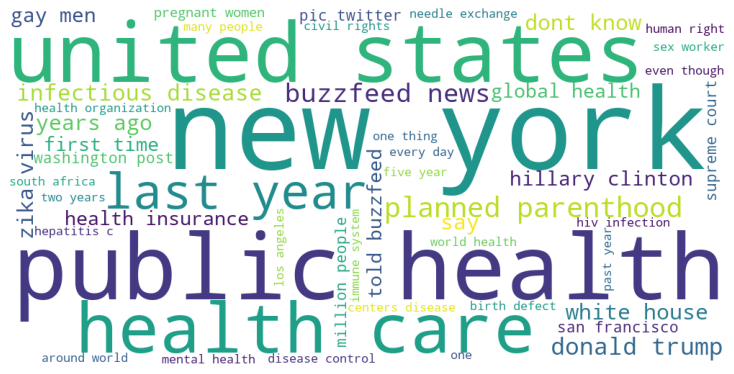 gay men
pregnant women
many people
pic twitter
civil rights
needle exchange
dont know
human right
sex worker
united states
even though
infectious disease
buzzfeed news
global health
supreme court
health organization
years ago
new york
first time
one thing
washington post
every day
zika virus
south africa
two years
last year
five year
hillary clinton
planned parenthood
health insurance
say
hiv infection
told buzzfeed
hepatitis c
los angeles
million people
immune system
world health
past year
public health
health care
centers disease
birth defect
white house
san francisco
donald trump
around world
mental health
disease control
one